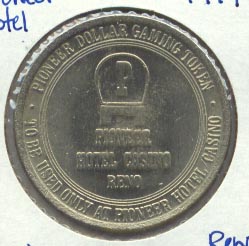 PIONEER DOLLAR GAMING TOKEN
P
PIONEER
HOTEL CASINO
RENO
TO BE USED ONLY AT PIONEER HOTEL CASINO